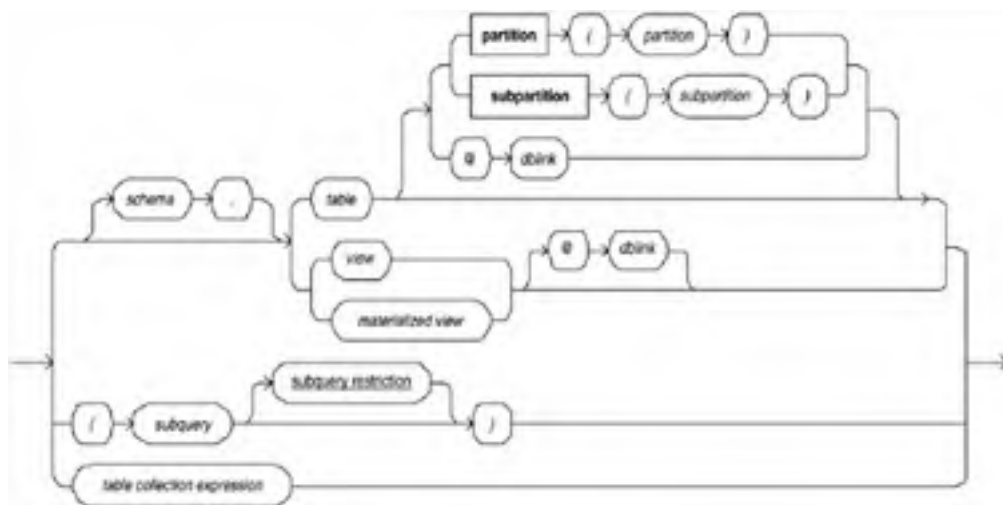 partition ( partition )
subpartition ( subpartition )
@ dblink
schema . table
view @ dblink
materialized view
subquery restriction
( subquery )
table collection expression